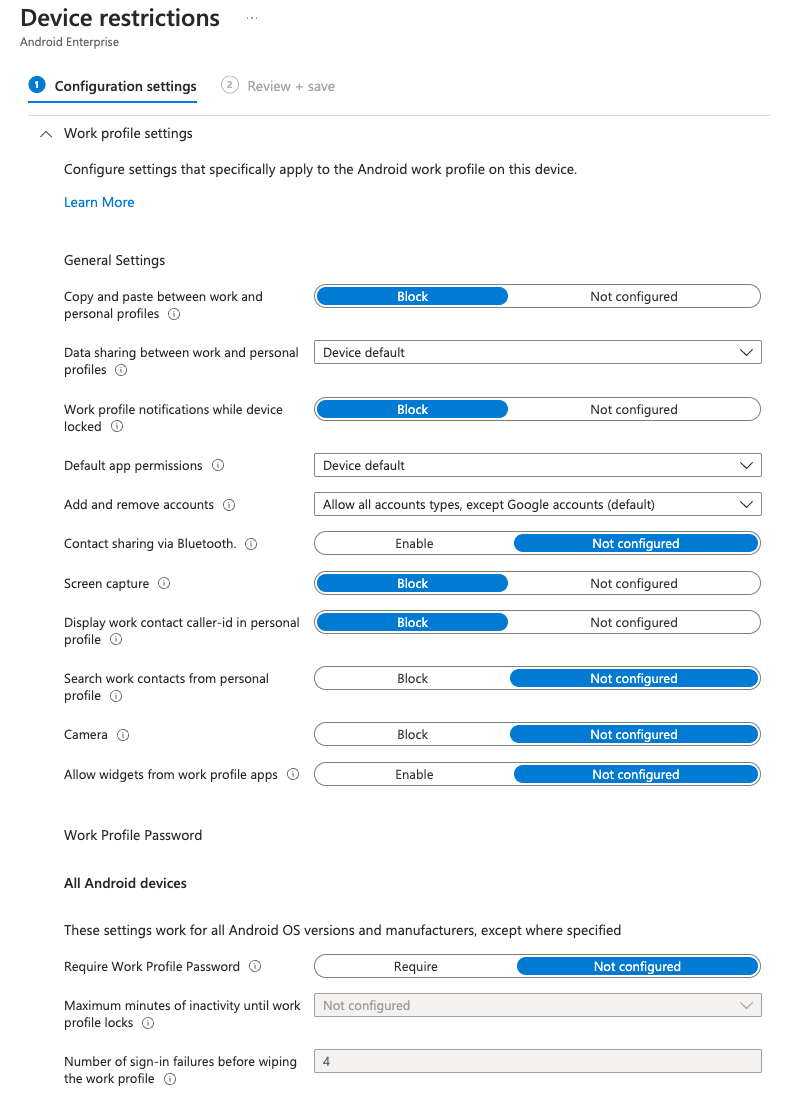 Device restrictions ...
Android Enterprise
1 Configuration settings 2 Review + save
Work profile settings
Configure settings that specifically apply to the Android work profile on this device.
Learn More
General Settings
Copy and paste between work and
personal profiles
Block Not configured
Data sharing between work and personal
profiles
Device default
Work profile notifications while device
locked
Block Not configured
Default app permissions
Device default
Add and remove accounts
Allow all accounts types, except Google accounts (default)
Contact sharing via Bluetooth.
Enable Not configured
Screen capture
Block Not configured
Display work contact caller-id in personal
profile
Block Not configured
Search work contacts from personal
profile
Block Not configured
Camera
Block Not configured
Allow widgets from work profile apps
Enable Not configured
Work Profile Password
All Android devices
These settings work for all Android OS versions and manufacturers, except where specified
Require Work Profile Password
Require Not configured
Maximum minutes of inactivity until work
profile locks
Not configured
Number of sign-in failures before wiping
the work profile
4